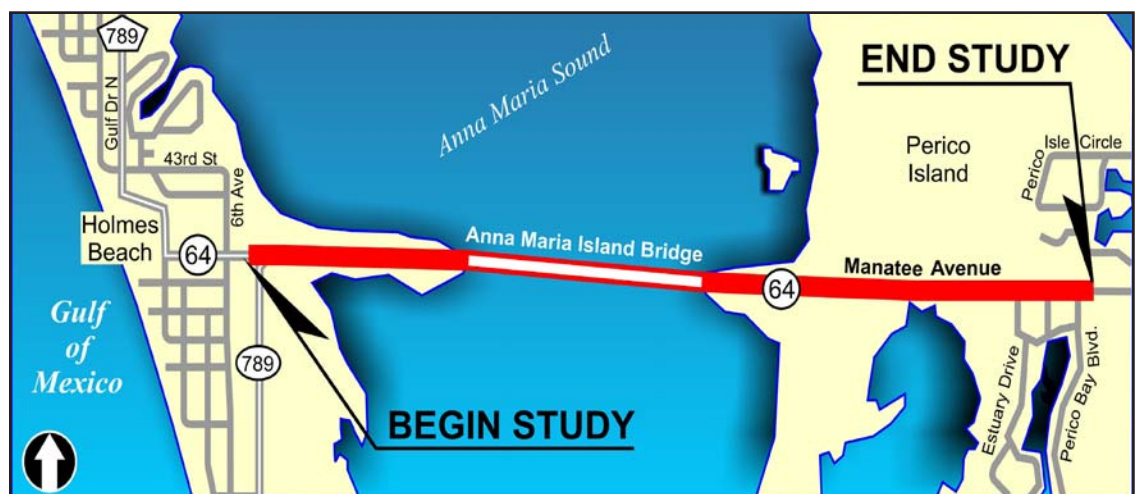 789
Gulf Dr N
43rd St
6th Ave
Holmes
Beach
64
Gulf
of
Mexico
789
BEGIN STUDY
Anna Maria Sound
Anna Maria Island Bridge
64
Manatee Avenue
END STUDY
Perico
Island
Perico Isle Circle
Estuary Drive
Perico Bay Blvd.